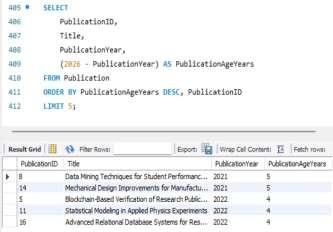 405 SELECT
406 PublicationID,
407 Title,
408 PublicationYear,
409 (2026 - PublicationYear) AS PublicationAgeYears
410 FROM Publication
411 ORDER BY PublicationAgeYears DESC, PublicationID
412 LIMIT 5;
Result Grid Filter Rows: Export: Wrap Cell Content: Fetch rows:
PublicationID Title PublicationYear PublicationAgeYears
8 Data Mining Techniques for Student Performanc... 2021 5
14 Mechanical Design Improvements for Manufactu... 2021 5
5 Blockchain-Based Verification of Research Public... 2022 4
11 Statistical Modeling in Applied Physics Experiments 2022 4
16 Advanced Relational Database Systems for Res... 2022 4